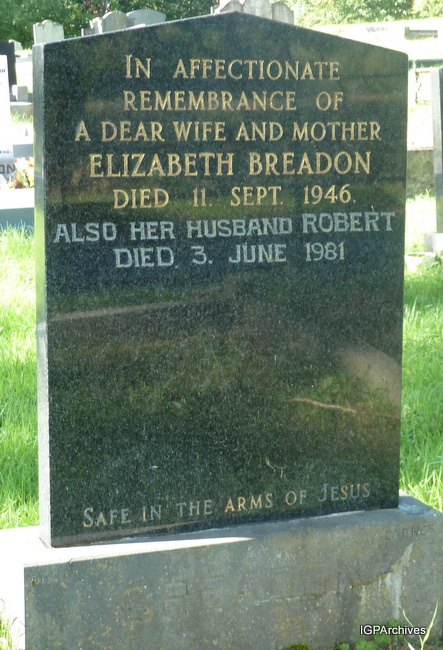 In affectionate
remembrance of
a dear wife and mother
Elizabeth Breadon
died 11. Sept. 1946.
also her husband Robert
died 3. June 1981
Safe in the arms of Jesus
IGPArchives